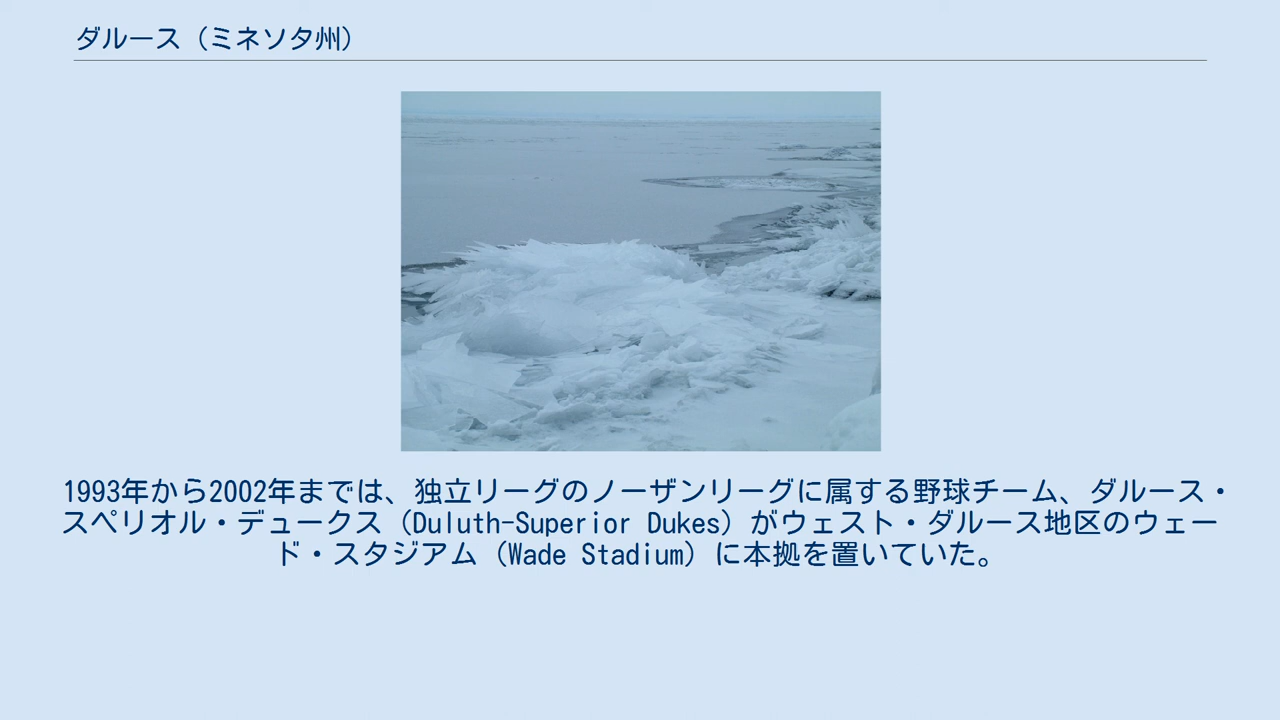 ダルース（ミネソタ州）
1993年から2002年までは、独立リーグのノーザンリーグに属する野球チーム、ダルース・
スペリオル・デュークス（Duluth-Superior Dukes）がウェスト・ダルース地区のウェー
ド・スタジアム（Wade Stadium）に本拠を置いていた。